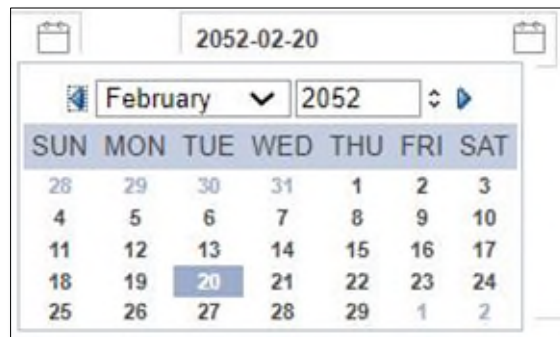 2052-02-20
February 2052
SUN MON TUE WED THU FRI SAT
28 29 30 31 1 2 3
4 5 6 7 8 9 10
11 12 13 14 15 16 17
18 19 20 21 22 23 24
25 26 27 28 29 1 2